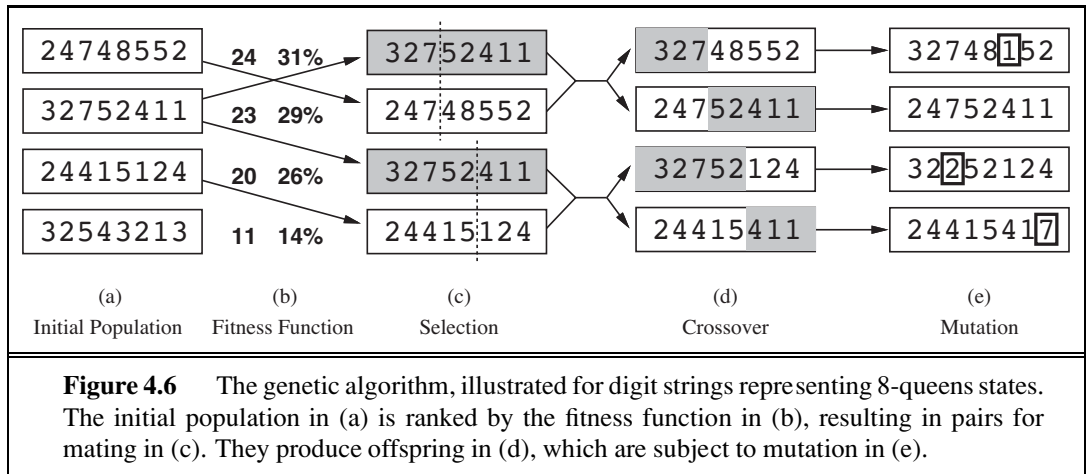 24748552 24 31% 32752411 32748552 32748152
32752411 23 29% 24748552 24752411 24752411
24415124 20 26% 32752411 32752124 32252124
32543213 11 14% 24415124 24415411 24415417
(a) (b) (c) (d) (e)
Initial Population Fitness Function Selection Crossover Mutation
Figure 4.6 The genetic algorithm, illustrated for digit strings representing 8-queens states.
The initial population in (a) is ranked by the fitness function in (b), resulting in pairs for
mating in (c). They produce offspring in (d), which are subject to mutation in (e).